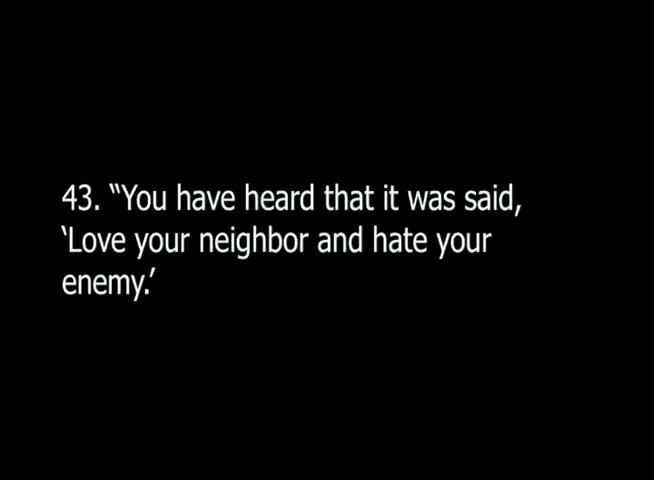 43. “You have heard that it was said,
‘Love your neighbor and hate your
enemy.’